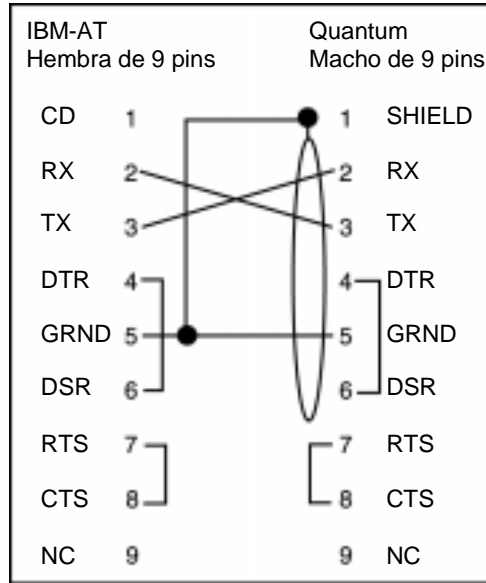 IBM-AT Quantum
Hembra de 9 pins Macho de 9 pins
CD 1 1 SHIELD
RX 2 2 RX
TX 3 3 TX
DTR 4 4 DTR
GRND 5 5 GRND
DSR 6 6 DSR
RTS 7 7 RTS
CTS 8 8 CTS
NC 9 9 NC